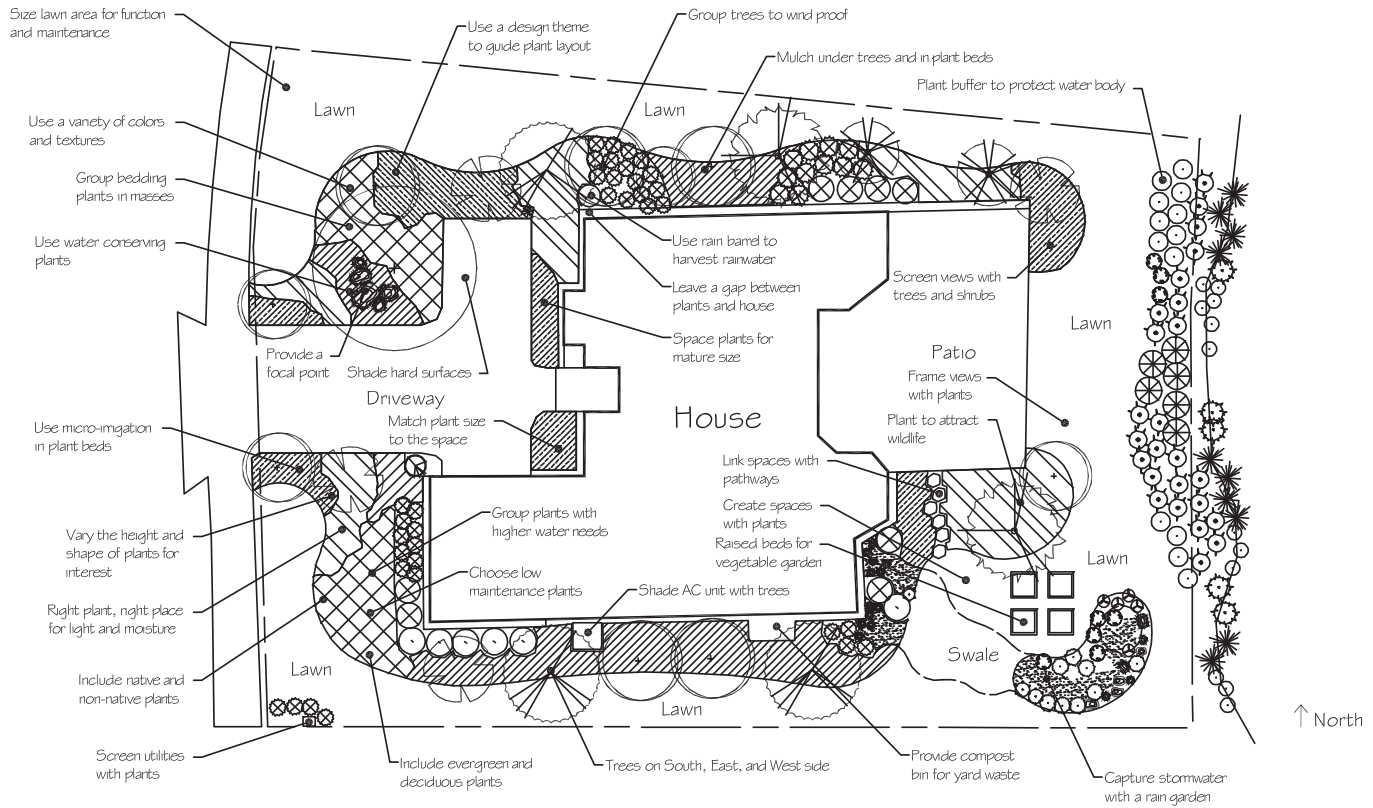 Size lawn area for function
and maintenance
Use a design theme
to guide plant layout
Group trees to wind proof
Mulch under trees and in plant beds
Plant buffer to protect water body
Lawn
Lawn
Use a variety of colors
and textures
Group bedding
plants in masses
Use water conserving
plants
Use rain barrel to
harvest rainwater
Leave a gap between
plants and house
Screen views with
trees and shrubs
Lawn
Space plants for
mature size
Provide a
focal point
Shade hard surfaces
Patio
Frame views
with plants
Driveway
Match plant size
to the space
House
Plant to attract
wildlife
Use micro-irrigation
in plant beds
Link spaces with
pathways
Create spaces
with plants
Raised beds for
vegetable garden
Group plants with
higher water needs
Vary the height and
shape of plants for
interest
Lawn
Choose low
maintenance plants
Shade AC unit with trees
Right plant, right place
for light and moisture
Swale
Lawn
Include native and
non-native plants
Lawn
North
Screen utilities
with plants
Include evergreen and
deciduous plants
Trees on South, East, and West side
Provide compost
bin for yard waste
Capture stormwater
with a rain garden